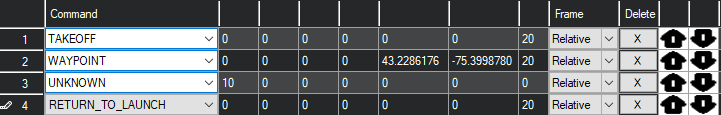 Command Frame Delete
1 TAKEOFF 0 0 0 0 0 0 20 Relative X
2 WAYPOINT 0 0 0 0 43.2286176 -75.3998780 20 Relative X
3 UNKNOWN 10 0 0 0 0 0 0 Relative X
4 RETURN_TO_LAUNCH 0 0 0 0 0 0 20 Relative X